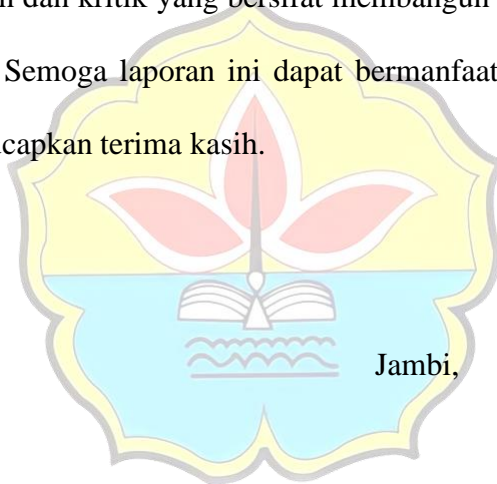 dan kritik yang bersifat membangun
Semoga laporan ini dapat bermanfaat
capkan terima kasih.
Jambi,